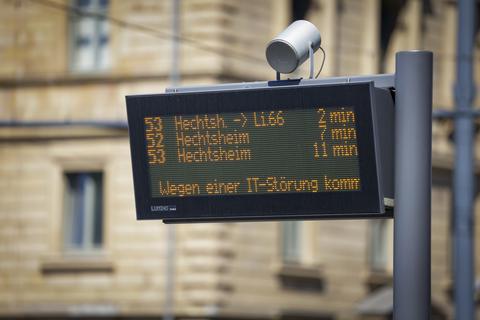 53 Hechtsh. -> Li.66 2 min
52 Hechtsheim 7 min
53 Hechtsheim 11 min
Wegen einer IT-Störung komm